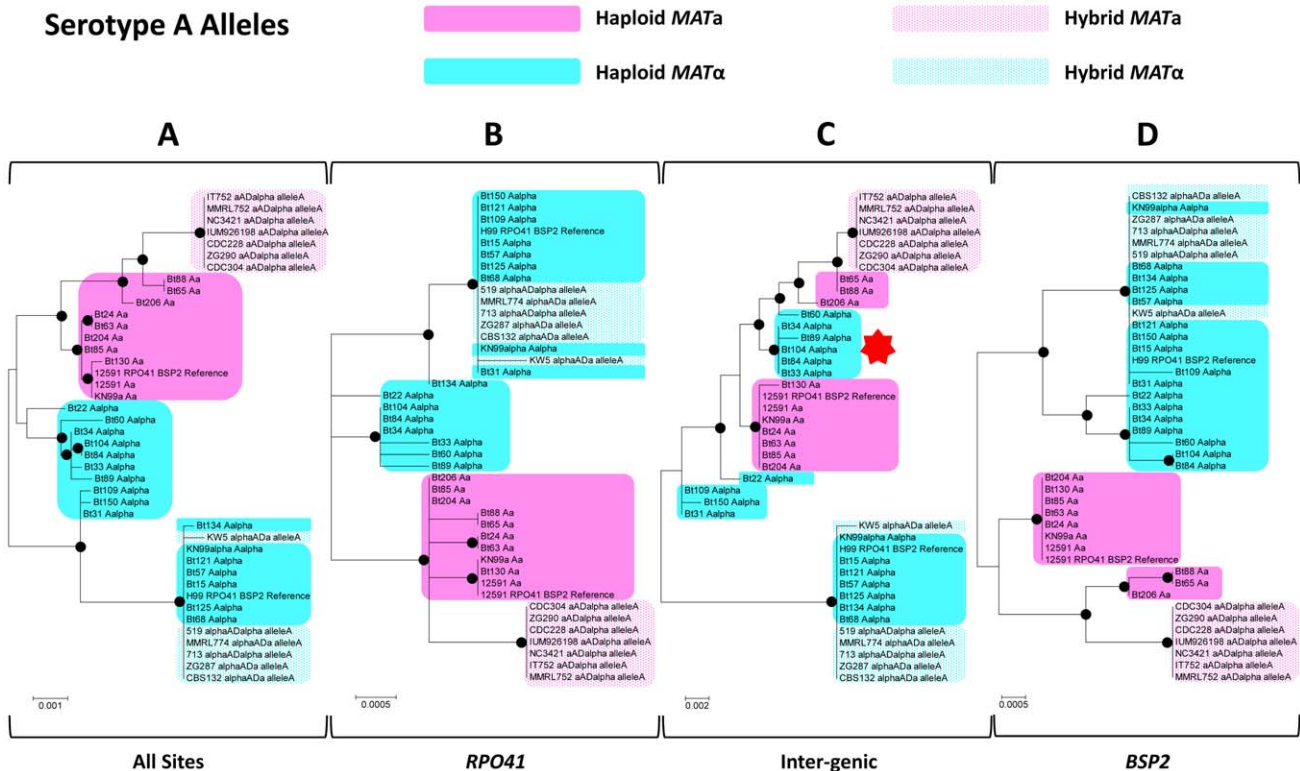 Serotype A Alleles
Haploid MATa
Hybrid MATa
Haploid MATα
Hybrid MATα
A
IT752 aADalpha alleleA
MMRL752 aADalpha alleleA
NC3421 aADalpha alleleA
IUM926198 aADalpha alleleA
CDC228 aADalpha alleleA
ZG290 aADalpha alleleA
CDC304 aADalpha alleleA
Bt88 Aa
Bt65 Aa
Bt206 Aa
Bt24 Aa
Bt63 Aa
Bt204 Aa
Bt85 Aa
Bt130 Aa
12591 RPO41 BSP2 Reference
12591 Aa
KN99a Aa
Bt22 Aalpha
Bt60 Aalpha
Bt34 Aalpha
Bt104 Aalpha
Bt84 Aalpha
Bt33 Aalpha
Bt89 Aalpha
Bt109 Aalpha
Bt150 Aalpha
Bt31 Aalpha
Bt134 Aalpha
KW5 alphaADa alleleA
KN99alpha Aalpha
Bt121 Aalpha
Bt57 Aalpha
Bt15 Aalpha
H99 RPO41 BSP2 Reference
Bt125 Aalpha
Bt68 Aalpha
519 alphaADalpha alleleA
MMRL774 alphaADa alleleA
713 alphaADalpha alleleA
ZG287 alphaADa alleleA
CBS132 alphaADa alleleA
0.001
All Sites
B
Bt150 Aalpha
Bt121 Aalpha
Bt109 Aalpha
H99 RPO41 BSP2 Reference
Bt15 Aalpha
Bt57 Aalpha
Bt125 Aalpha
Bt68 Aalpha
519 alphaADalpha alleleA
MMRL774 alphaADa alleleA
713 alphaADalpha alleleA
ZG287 alphaADa alleleA
CBS132 alphaADa alleleA
KN99alpha Aalpha
KW5 alphaADa alleleA
Bt31 Aalpha
Bt134 Aalpha
Bt22 Aalpha
Bt104 Aalpha
Bt84 Aalpha
Bt34 Aalpha
Bt33 Aalpha
Bt60 Aalpha
Bt89 Aalpha
Bt206 Aa
Bt85 Aa
Bt204 Aa
Bt88 Aa
Bt65 Aa
Bt24 Aa
Bt63 Aa
KN99a Aa
Bt130 Aa
12591 Aa
12591 RPO41 BSP2 Reference
CDC304 aADalpha alleleA
ZG290 aADalpha alleleA
CDC228 aADalpha alleleA
IUM926198 aADalpha alleleA
NC3421 aADalpha alleleA
IT752 aADalpha alleleA
MMRL752 aADalpha alleleA
0.0005
RPO41
C
IT752 aADalpha alleleA
MMRL752 aADalpha alleleA
NC3421 aADalpha alleleA
IUM926198 aADalpha alleleA
CDC228 aADalpha alleleA
ZG290 aADalpha alleleA
CDC304 aADalpha alleleA
Bt65 Aa
Bt88 Aa
Bt206 Aa
Bt60 Aalpha
Bt34 Aalpha
Bt89 Aalpha
Bt104 Aalpha
Bt84 Aalpha
Bt33 Aalpha
Bt130 Aa
12591 RPO41 BSP2 Reference
12591 Aa
KN99a Aa
Bt24 Aa
Bt63 Aa
Bt85 Aa
Bt204 Aa
Bt22 Aalpha
Bt109 Aalpha
Bt150 Aalpha
Bt31 Aalpha
KW5 alphaADa alleleA
KN99alpha Aalpha
H99 RPO41 BSP2 Reference
Bt15 Aalpha
Bt121 Aalpha
Bt57 Aalpha
Bt125 Aalpha
Bt134 Aalpha
Bt68 Aalpha
519 alphaADalpha alleleA
MMRL774 alphaADa alleleA
713 alphaADalpha alleleA
ZG287 alphaADa alleleA
CBS132 alphaADa alleleA
0.002
Inter-genic
D
CBS132 alphaADa alleleA
KN99alpha Aalpha
ZG287 alphaADa alleleA
713 alphaADalpha alleleA
MMRL774 alphaADa alleleA
519 alphaADalpha alleleA
Bt68 Aalpha
Bt134 Aalpha
Bt125 Aalpha
Bt57 Aalpha
KW5 alphaADa alleleA
Bt121 Aalpha
Bt150 Aalpha
Bt15 Aalpha
H99 RPO41 BSP2 Reference
Bt109 Aalpha
Bt31 Aalpha
Bt22 Aalpha
Bt33 Aalpha
Bt34 Aalpha
Bt89 Aalpha
Bt60 Aalpha
Bt104 Aalpha
Bt84 Aalpha
Bt204 Aa
Bt130 Aa
Bt85 Aa
Bt63 Aa
Bt24 Aa
KN99a Aa
12591 Aa
12591 RPO41 BSP2 Reference
Bt88 Aa
Bt65 Aa
Bt206 Aa
CDC304 aADalpha alleleA
ZG290 aADalpha alleleA
CDC228 aADalpha alleleA
IUM926198 aADalpha alleleA
NC3421 aADalpha alleleA
IT752 aADalpha alleleA
MMRL752 aADalpha alleleA
0.0005
BSP2